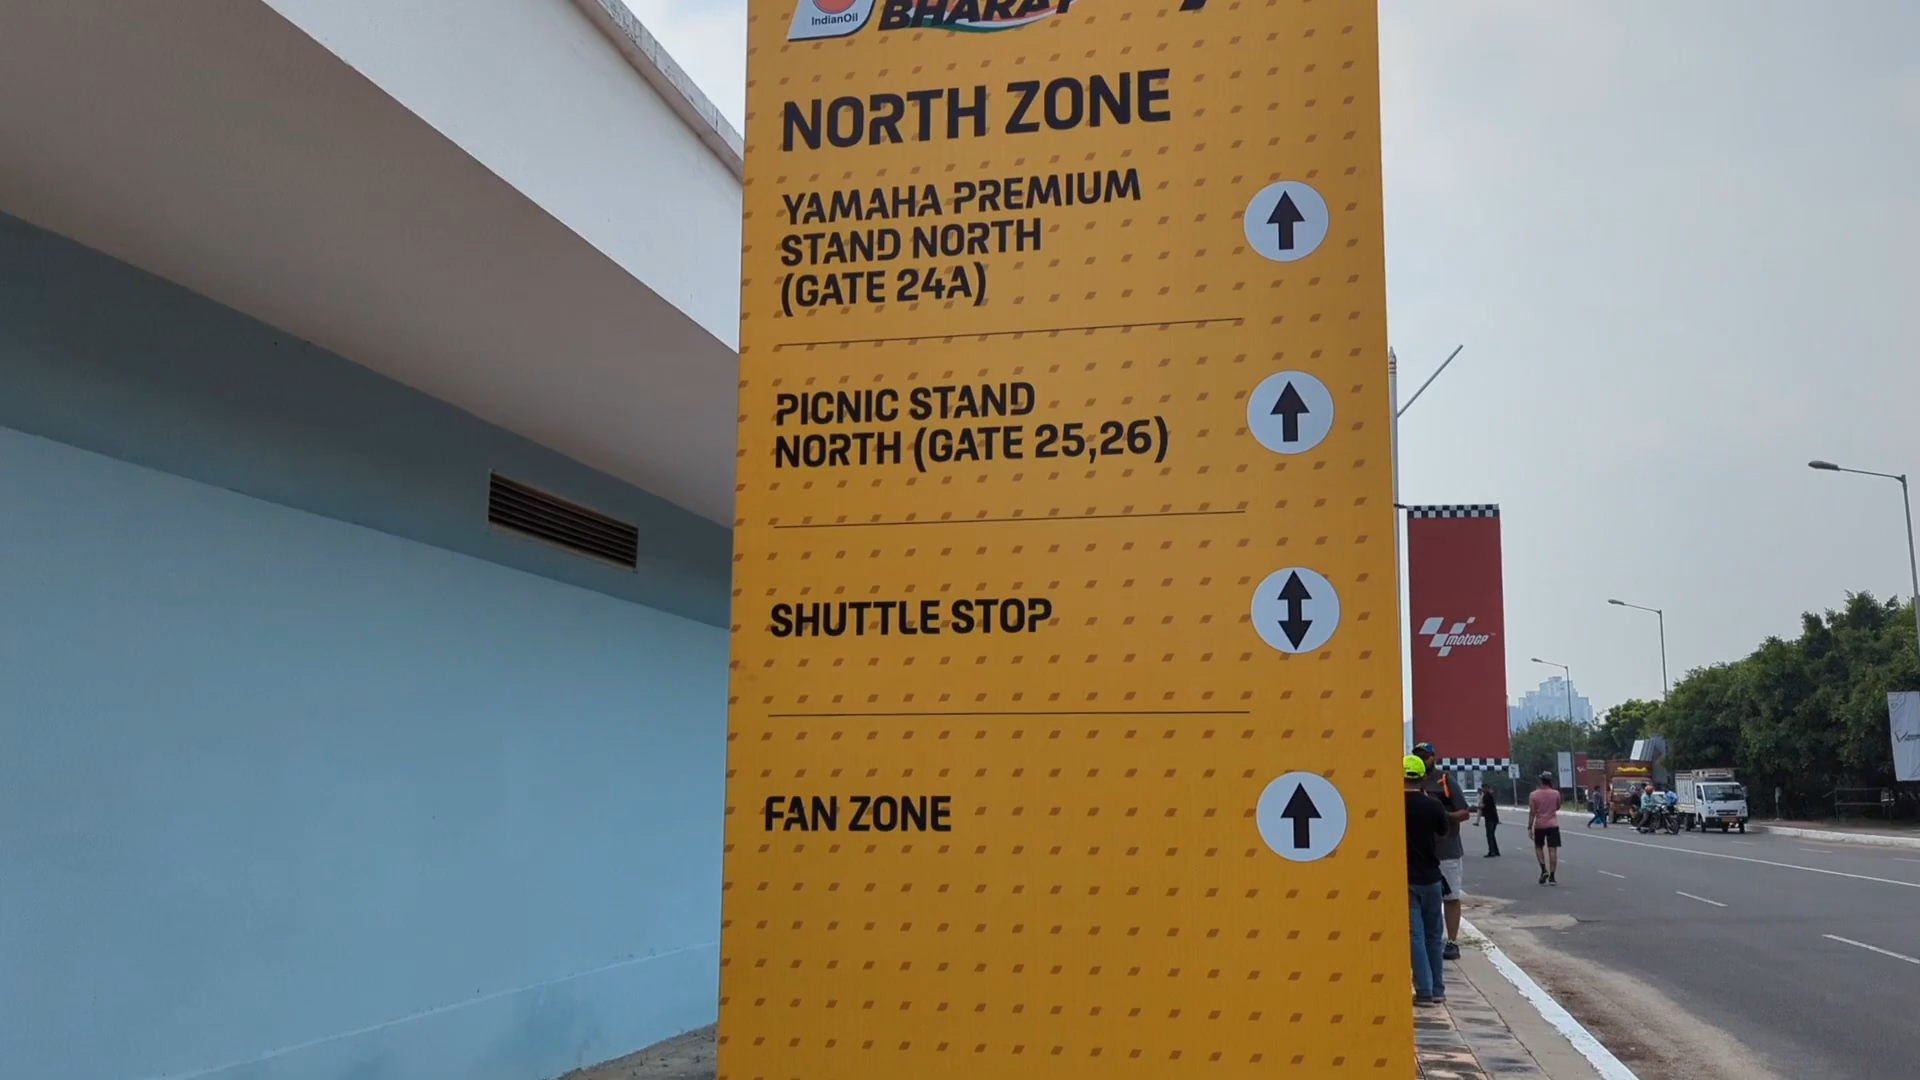 IndianOil
BHARAT
NORTH ZONE
YAMAHA PREMIUM
STAND NORTH
(GATE 24A)
PICNIC STAND
NORTH (GATE 25,26)
SHUTTLE STOP
FAN ZONE
motoGP